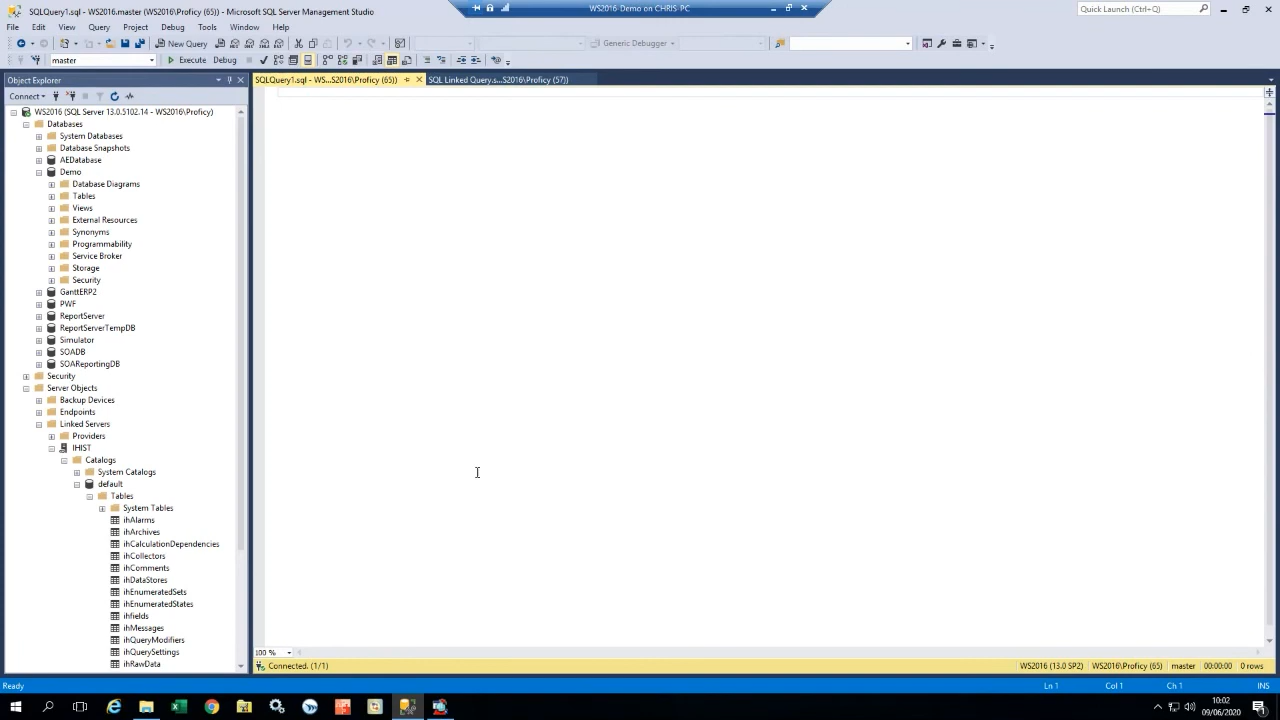 SQLQuery1.sql - WS2016.master (WS2016\Proficy (65)) - Microsoft SQL Server Management Studio
WS2016-Demo on CHRIS-PC
Quick Launch (Ctrl+Q)
File Edit View Query Project Debug Tools Window Help
New Query
Generic Debugger
master
Execute Debug
Object Explorer
SQLQuery1.sql - WS...S2016\Proficy (65))
SQL Linked Query.s...S2016\Proficy (57))
Connect
WS2016 (SQL Server 13.0.5102.14 - WS2016\Proficy)
Databases
System Databases
Database Snapshots
AEDatabase
Demo
Database Diagrams
Tables
Views
External Resources
Synonyms
Programmability
Service Broker
Storage
Security
GanttERP2
PWF
ReportServer
ReportServerTempDB
Simulator
SOADB
SOAReportingDB
Security
Server Objects
Backup Devices
Endpoints
Linked Servers
Providers
IHIST
Catalogs
System Catalogs
default
Tables
System Tables
ihAlarms
ihArchives
ihCalculationDependencies
ihCollectors
ihComments
ihDataStores
ihEnumeratedSets
ihEnumeratedStates
ihfields
ihMessages
ihQueryModifiers
ihQuerySettings
ihRawData
100 %
Connected. (1/1)
WS2016 (13.0 SP2) WS2016\Proficy (65) master 00:00:00 0 rows
Ready
Ln 1 Col 1 Ch 1 INS
10:02
09/06/2020